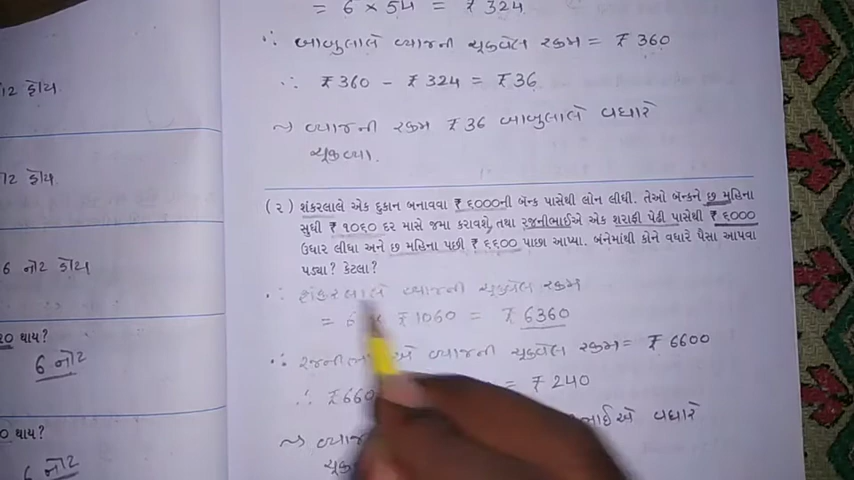 = 6 × 54 = ₹ 324
∴ બાબુલાલે વ્યાજની ચૂકવેલ રકમ = ₹ 360
∴ ₹ 360 - ₹ 324 = ₹ 36
~) વ્યાજની રકમ ₹ 36 બાબુલાલે વધારે
ચૂકવ્યા.
(૨) શંકરલાલે એક દુકાન બનાવવા ₹ ૬૦૦૦ની બૅન્ક પાસેથી લોન લીધી. તેઓ બૅન્કને છ મહિના
સુધી ₹ ૧૦૬૦ દર માસે જમા કરાવશે, તથા રજનીભાઈએ એક શરાફી પેઢી પાસેથી ₹ ૬૦૦૦
ઉધાર લીધા અને છ મહિના પછી ₹ ૬૬૦૦ પાછા આપ્યા. બંનેમાંથી કોને વધારે પૈસા આપવા
પડ્યા? કેટલા?
∴ શંકરલાલે વ્યાજની ચૂકવેલ રકમ
= 6 × ₹ 1060 = ₹ 6360
∴ વ્યાજની ચૂકવેલ રકમ = ₹ 6600
∴ ₹ 660 = ₹ 240
~) વધારે
નોટ હોય
નોટ હોય
6 નોટ હોય
થાય?
6 નોટ
થાય?
6 નોટ